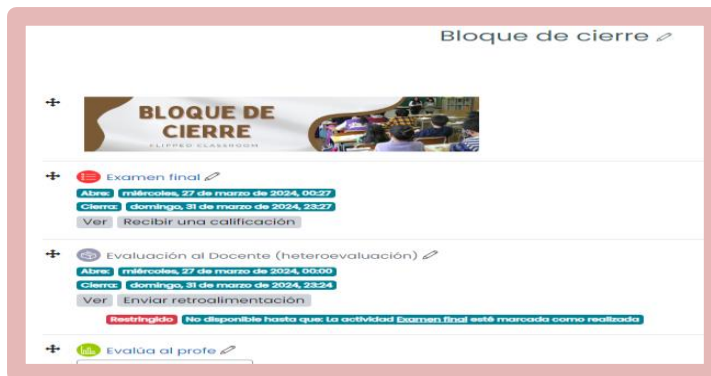 Bloque de cierre
BLOQUE DE
CIERRE
FLIPPED CLASSROOM
Examen final
Abre: miércoles, 27 de marzo de 2024, 00:27
Cierra: domingo, 31 de marzo de 2024, 23:27
Ver Recibir una calificación
Evaluación al Docente (heteroevaluación)
Abre: miércoles, 27 de marzo de 2024, 00:00
Cierra: domingo, 31 de marzo de 2024, 23:24
Ver Enviar retroalimentación
Restringido No disponible hasta que: La actividad Examen final esté marcada como realizada
Evalúa al profe